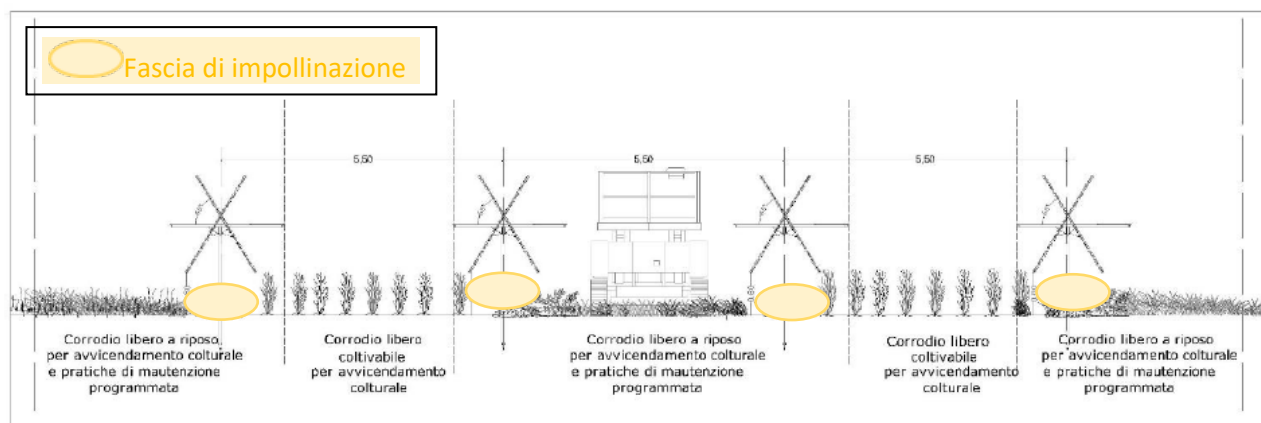 Fascia di impollinazione
5,50
5,50
5,50
Corrodio libero a riposo
per avvicendamento colturale
e pratiche di mautenzione
programmata
Corrodio libero
coltivabile
per avvicendamento
colturale
Corrodio libero a riposo
per avvicendamento colturale
e pratiche di mautenzione
programmata
Corrodio libero
coltivabile
per avvicendamento
colturale
Corrodio libero a riposo
per avvicendamento colturale
e pratiche di mautenzione
programmata